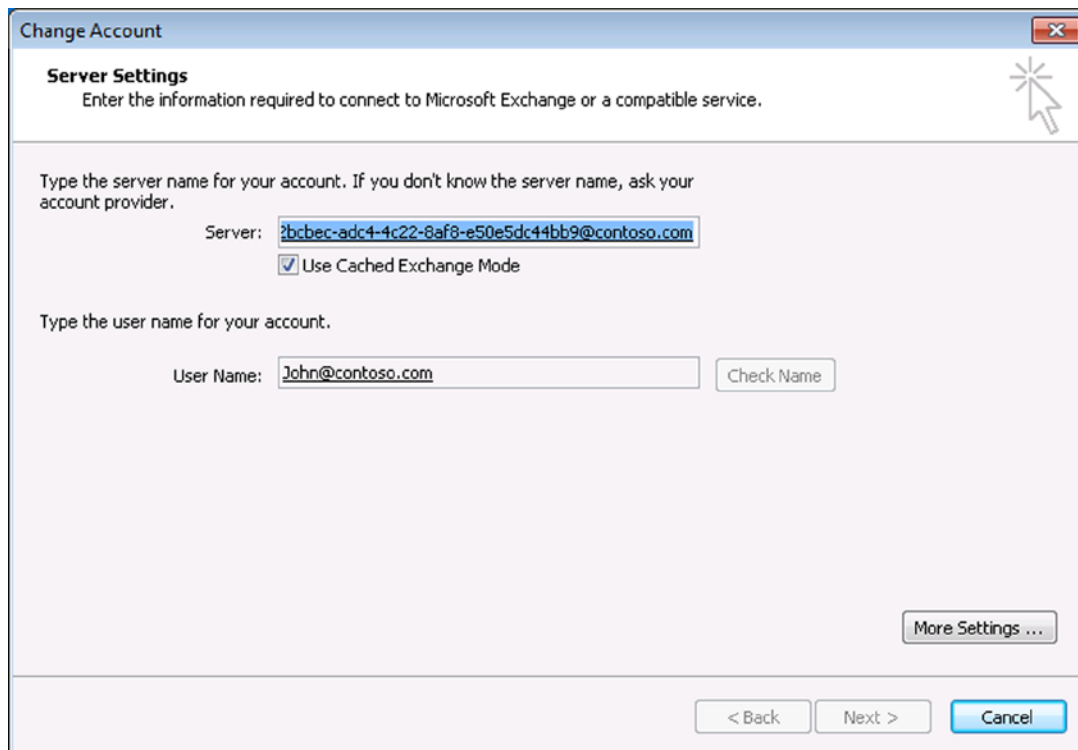 Change Account
Server Settings
Enter the information required to connect to Microsoft Exchange or a compatible service.
Type the server name for your account. If you don't know the server name, ask your
account provider.
Server: 2bcbec-adc4-4c22-8af8-e50e5dc44bb9@contoso.com
Use Cached Exchange Mode
Type the user name for your account.
User Name: John@contoso.com Check Name
More Settings ...
< Back Next > Cancel